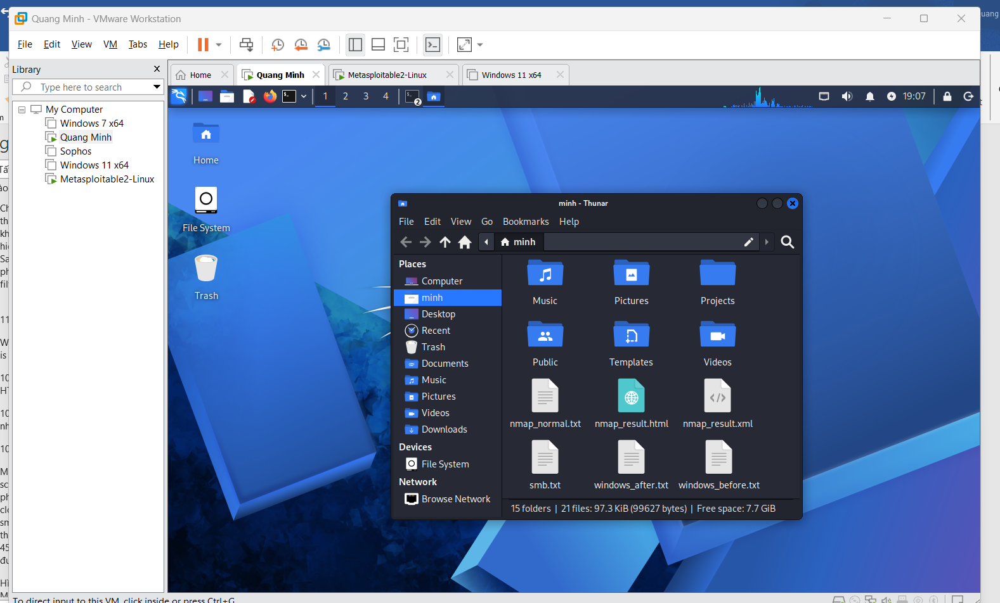 Quang Minh - VMware Workstation
uang
File Edit View VM Tabs Help
Library
Type here to search
My Computer
Windows 7 x64
Quang Minh
Sophos
Windows 11 x64
Metasploitable2-Linux
Home
Quang Minh
Metasploitable2-Linux
Windows 11 x64
1 2 3 4
2
19:07
Home
File System
Trash
minh - Thunar
File Edit View Go Bookmarks Help
minh
Places
Computer
minh
Desktop
Recent
Trash
Documents
Music
Pictures
Videos
Downloads
Devices
File System
Network
Browse Network
Music Pictures Projects
Public Templates Videos
nmap_normal.txt nmap_result.html nmap_result.xml
smb.txt windows_after.txt windows_before.txt
15 folders | 21 files: 97.3 KiB (99627 bytes) | Free space: 7.7 GiB
To direct input to this VM, click inside or press Ctrl+G.